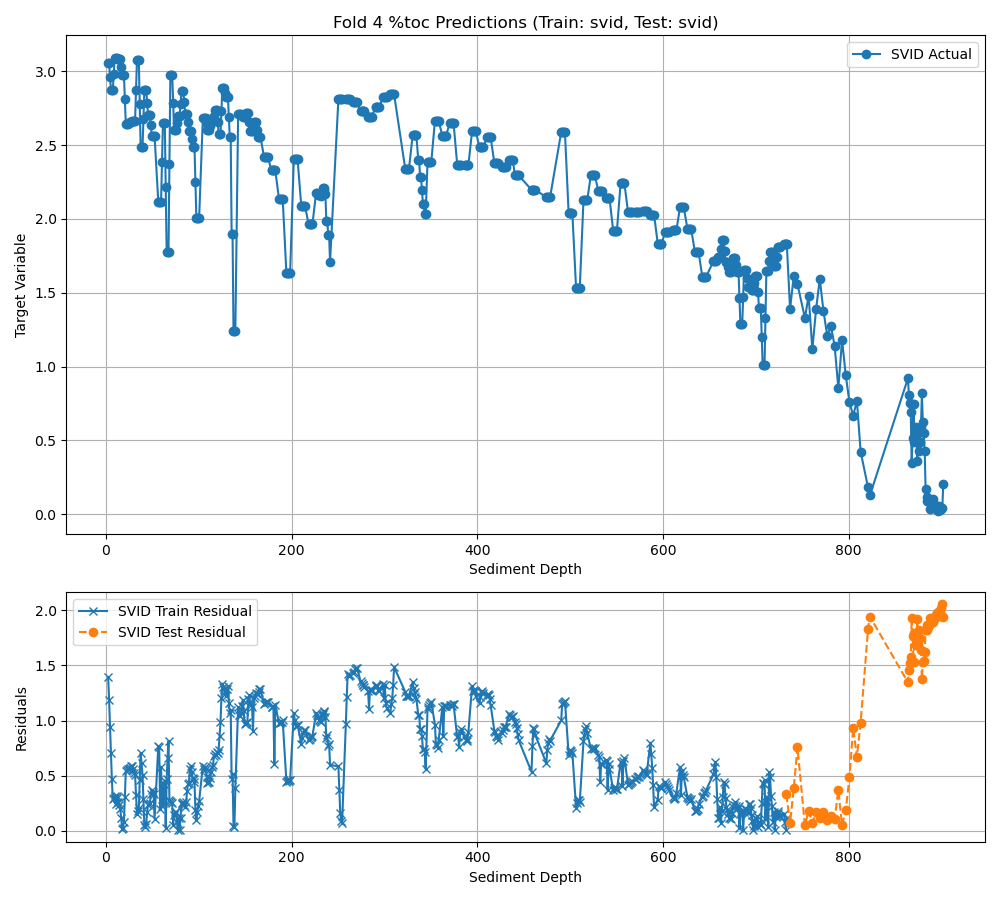 Fold 4 %toc Predictions (Train: svid, Test: svid)
SVID Actual
Target Variable
3.0
2.5
2.0
1.5
1.0
0.5
0.0
0 200 400 600 800
Sediment Depth
SVID Train Residual
SVID Test Residual
Residuals
2.0
1.5
1.0
0.5
0.0
0 200 400 600 800
Sediment Depth